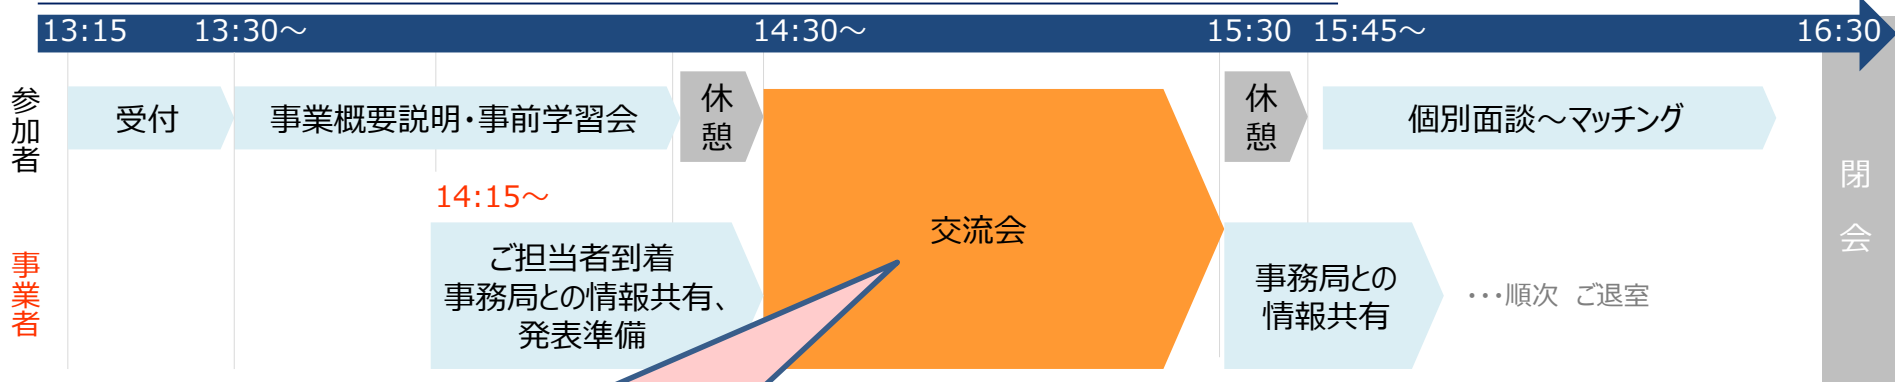 13:15
13:30～
14:30～
15:30
15:45～
16:30
参加者
受付
事業概要説明・事前学習会
休憩
休憩
個別面談～マッチング
閉会
14:15～
事業者
ご担当者到着
事務局との情報共有、
発表準備
交流会
事務局との
情報共有
・・・順次 ご退室